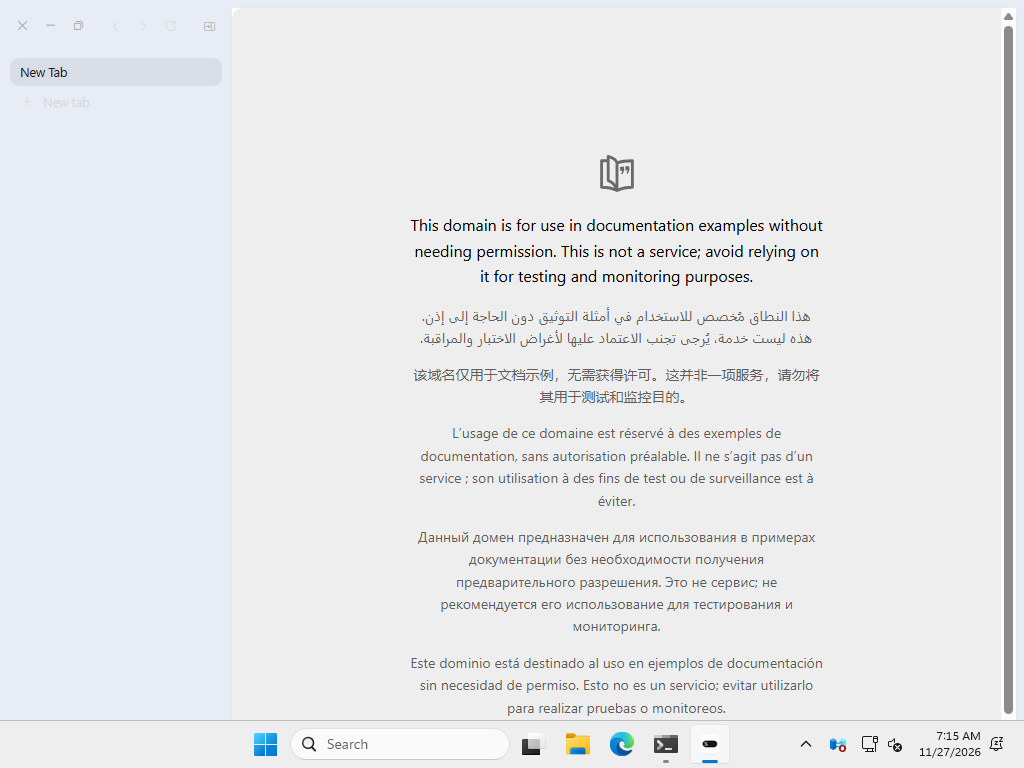 New Tab
New tab
This domain is for use in documentation examples without
needing permission. This is not a service; avoid relying on
it for testing and monitoring purposes.
هذا النطاق مُخصص للاستخدام في أمثلة التوثيق دون الحاجة إلى إذن.
هذه ليست خدمة، يُرجى تجنب الاعتماد عليها لأغراض الاختبار والمراقبة.
该域名仅用于文档示例，无需获得许可。这并非一项服务，请勿将
其用于测试和监控目的。
L’usage de ce domaine est réservé à des exemples de
documentation, sans autorisation préalable. Il ne s’agit pas d’un
service ; son utilisation à des fins de test ou de surveillance est à
éviter.
Данный домен предназначен для использования в примерах
документации без необходимости получения
предварительного разрешения. Это не сервис; не
рекомендуется его использование для тестирования и
мониторинга.
Este dominio está destinado al uso en ejemplos de documentación
sin necesidad de permiso. Esto no es un servicio; evitar utilizarlo
para realizar pruebas o monitoreos.
Search
7:15 AM
11/27/2026